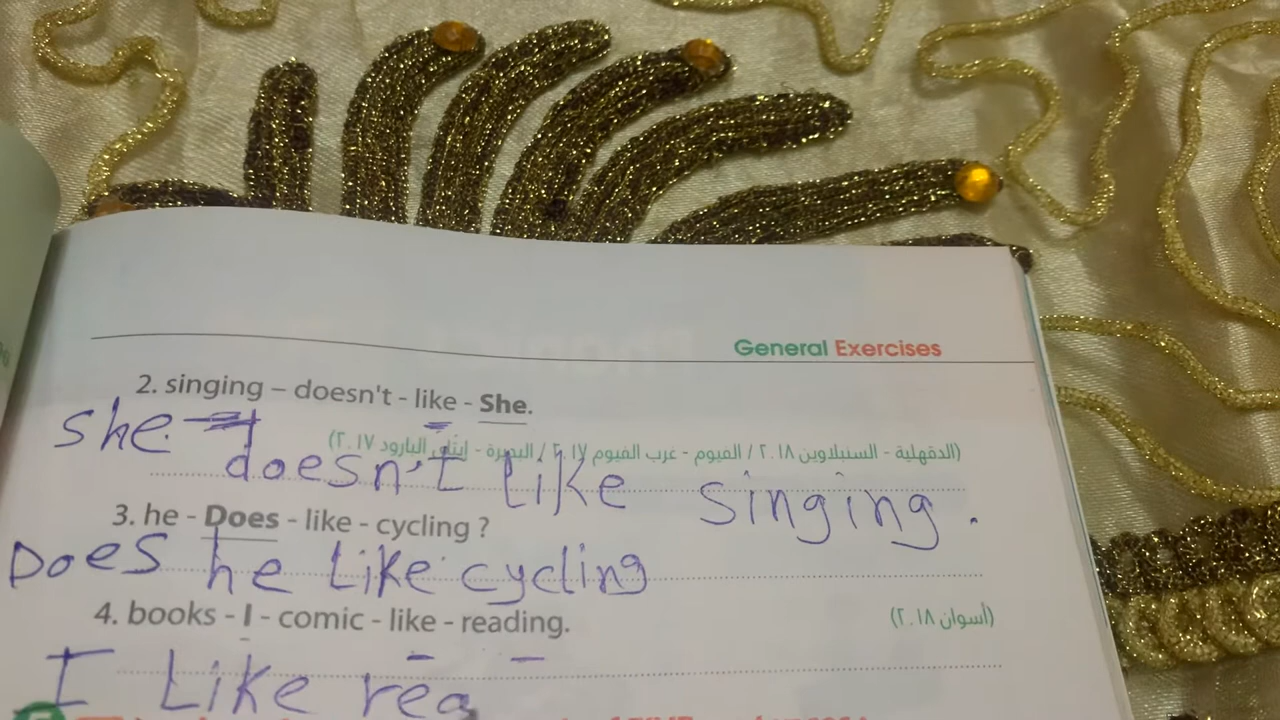 General Exercises
2. singing – doesn't - like - She.
she doesn't like singing.
(الدقهلية - السنبلاوين ٢٠١٨ / الفيوم - غرب الفيوم ٢٠١٧ / البحيرة - إيتاى البارود ٢٠١٧)
3. he - Does - like - cycling ?
Does he Like cycling
4. books - I - comic - like - reading.
(أسوان ٢٠١٨)
I Like rea